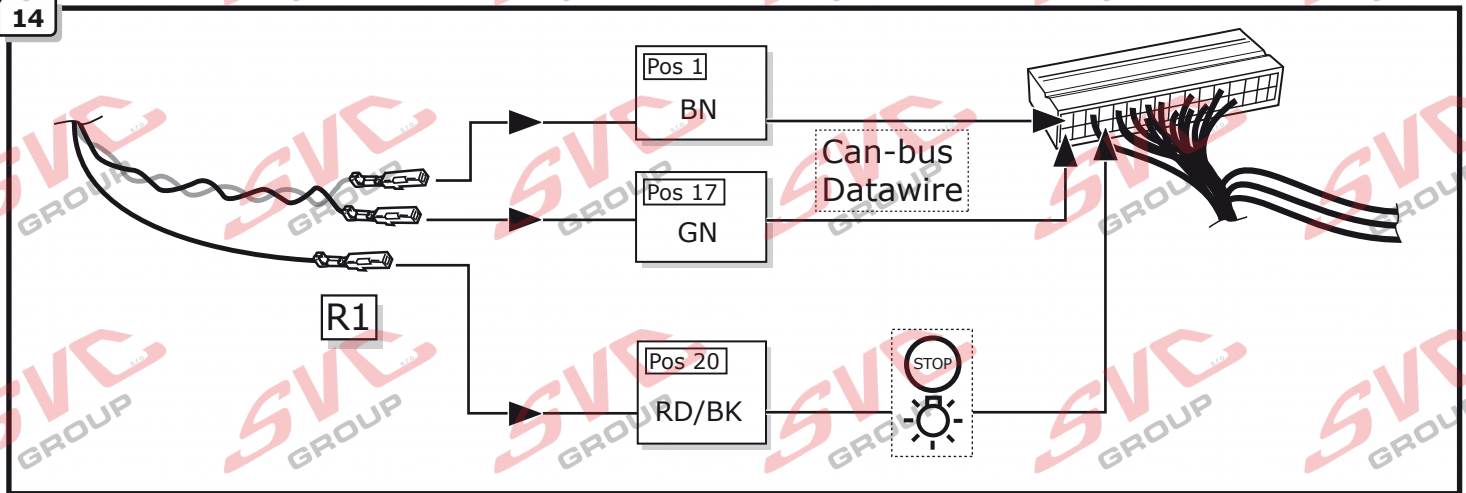 14
Pos 1
BN
Can-bus
Datawire
Pos 17
GN
R1
Pos 20
RD/BK
STOP
SVC
GROUP
s.r.o.